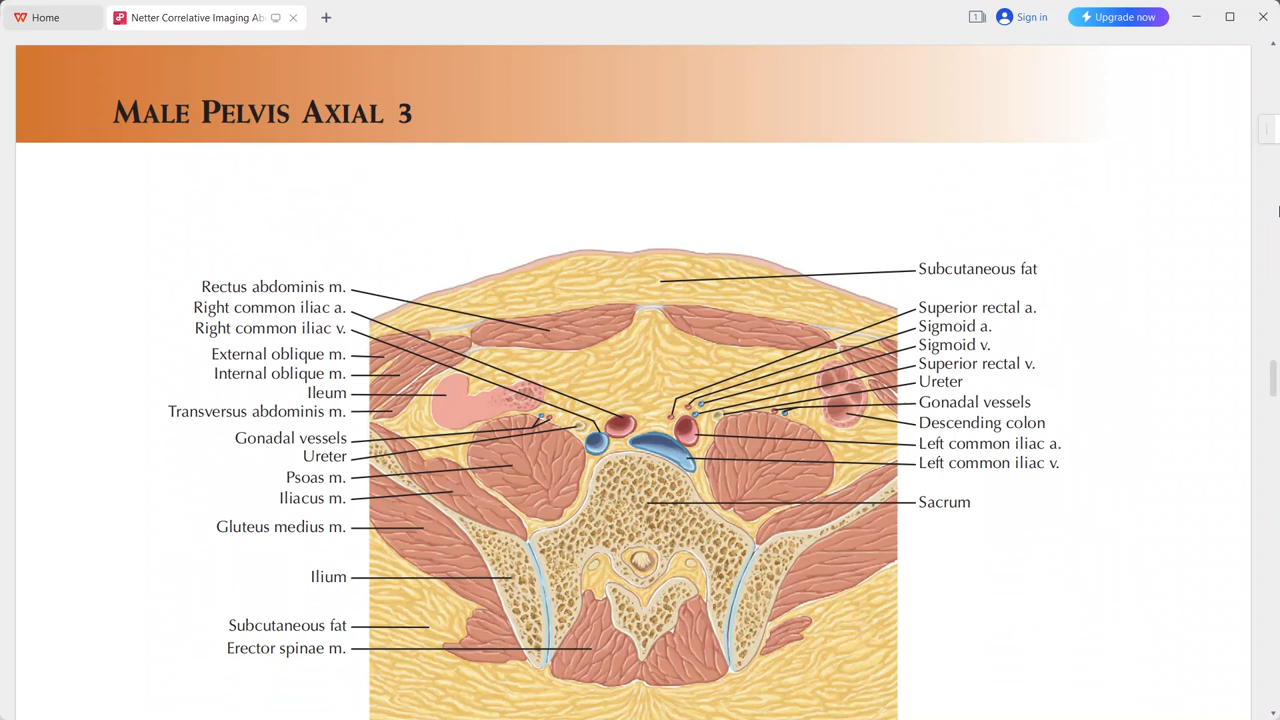 Home
Netter Correlative Imaging Ab
1
Sign in
Upgrade now
MALE PELVIS AXIAL 3
Rectus abdominis m.
Right common iliac a.
Right common iliac v.
External oblique m.
Internal oblique m.
Ileum
Transversus abdominis m.
Gonadal vessels
Ureter
Psoas m.
Iliacus m.
Gluteus medius m.
Ilium
Subcutaneous fat
Erector spinae m.
Subcutaneous fat
Superior rectal a.
Sigmoid a.
Sigmoid v.
Superior rectal v.
Ureter
Gonadal vessels
Descending colon
Left common iliac a.
Left common iliac v.
Sacrum